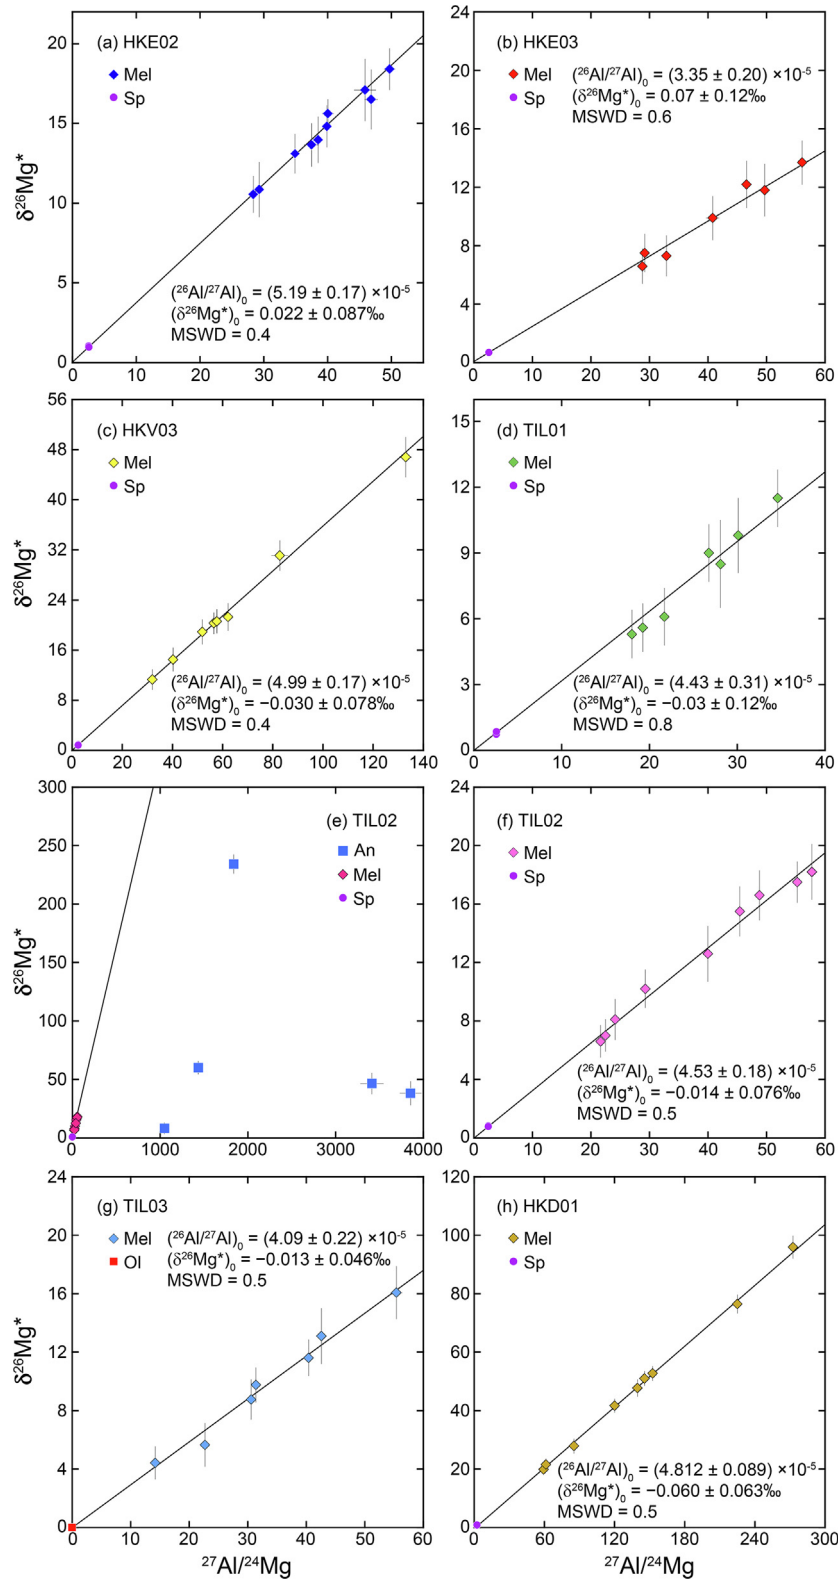 (a) HKE02
Mel
Sp
(²⁶Al/²⁷Al)₀ = (5.19 ± 0.17) ×10⁻⁵
(δ²⁶Mg*)₀ = 0.022 ± 0.087‰
MSWD = 0.4
δ²⁶Mg*
20
15
10
5
0
0 10 20 30 40 50
(b) HKE03
Mel
Sp
(²⁶Al/²⁷Al)₀ = (3.35 ± 0.20) ×10⁻⁵
(δ²⁶Mg*)₀ = 0.07 ± 0.12‰
MSWD = 0.6
24
20
16
12
8
4
0
0 10 20 30 40 50 60
(c) HKV03
Mel
Sp
(²⁶Al/²⁷Al)₀ = (4.99 ± 0.17) ×10⁻⁵
(δ²⁶Mg*)₀ = −0.030 ± 0.078‰
MSWD = 0.4
δ²⁶Mg*
56
48
40
32
24
16
8
0
0 20 40 60 80 100 120 140
(d) TIL01
Mel
Sp
(²⁶Al/²⁷Al)₀ = (4.43 ± 0.31) ×10⁻⁵
(δ²⁶Mg*)₀ = −0.03 ± 0.12‰
MSWD = 0.8
15
12
9
6
3
0
0 10 20 30 40
(e) TIL02
An
Mel
Sp
δ²⁶Mg*
300
250
200
150
100
50
0
0 1000 2000 3000 4000
(f) TIL02
Mel
Sp
(²⁶Al/²⁷Al)₀ = (4.53 ± 0.18) ×10⁻⁵
(δ²⁶Mg*)₀ = −0.014 ± 0.076‰
MSWD = 0.5
24
20
16
12
8
4
0
0 10 20 30 40 50 60
(g) TIL03
Mel
Ol
(²⁶Al/²⁷Al)₀ = (4.09 ± 0.22) ×10⁻⁵
(δ²⁶Mg*)₀ = −0.013 ± 0.046‰
MSWD = 0.5
δ²⁶Mg*
24
20
16
12
8
4
0
0 10 20 30 40 50 60
²⁷Al/²⁴Mg
(h) HKD01
Mel
Sp
(²⁶Al/²⁷Al)₀ = (4.812 ± 0.089) ×10⁻⁵
(δ²⁶Mg*)₀ = −0.060 ± 0.063‰
MSWD = 0.5
120
100
80
60
40
20
0
0 60 120 180 240 300
²⁷Al/²⁴Mg